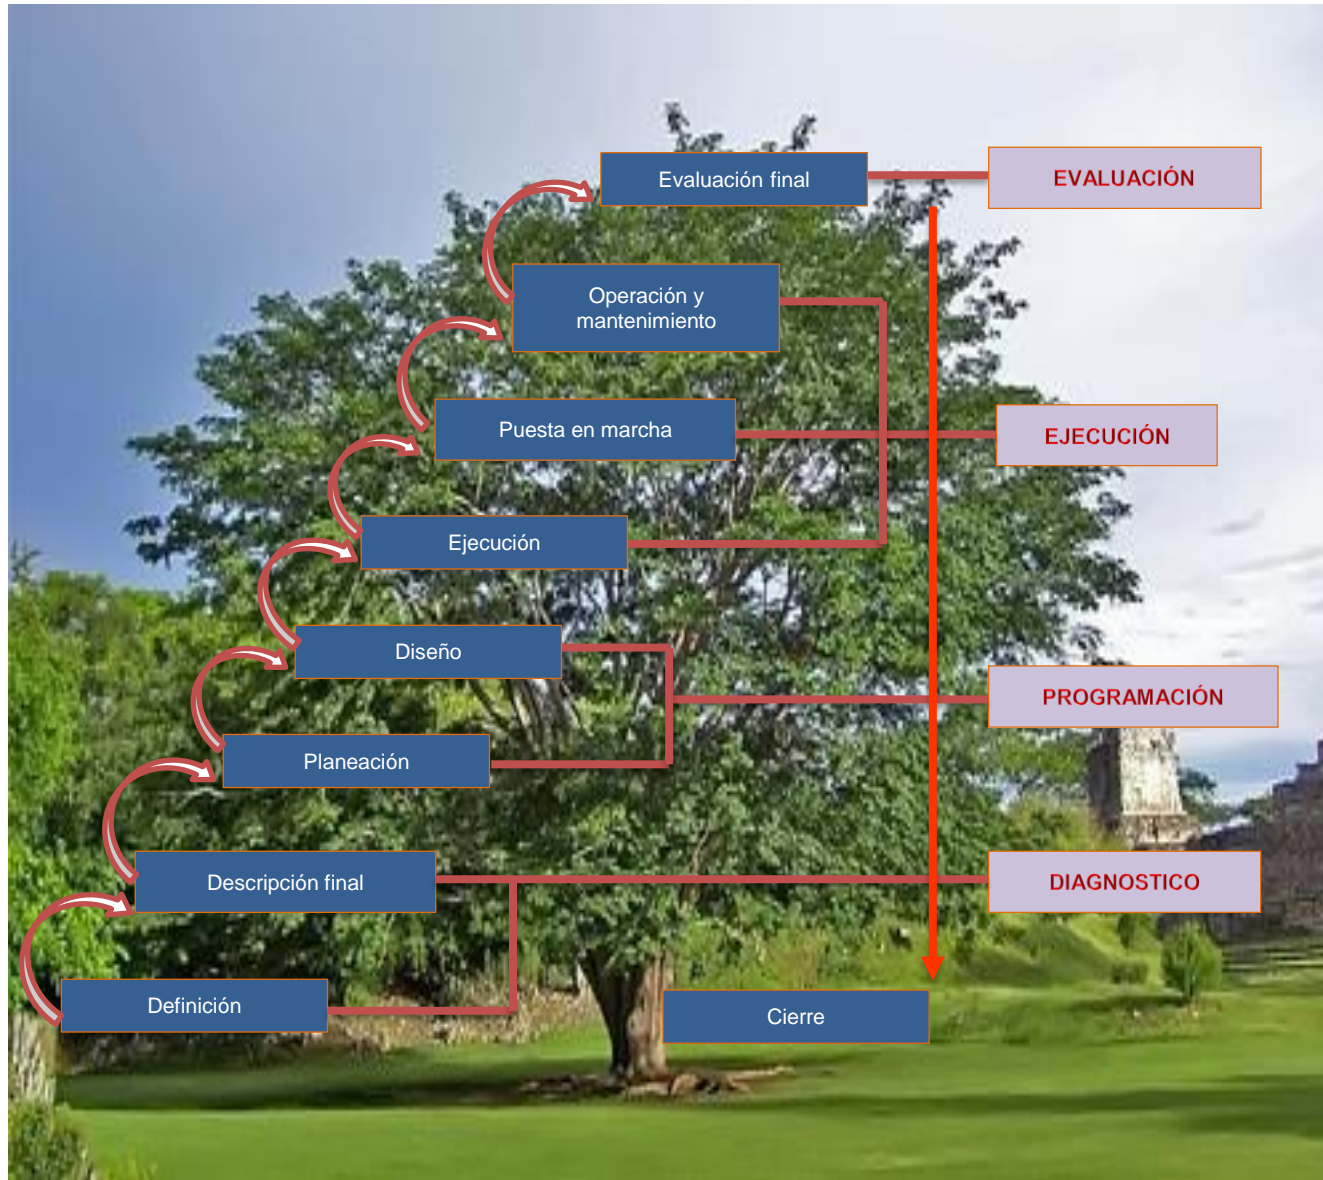 Evaluación final
EVALUACIÓN
Operación y
mantenimiento
Puesta en marcha
EJECUCIÓN
Ejecución
Diseño
PROGRAMACIÓN
Planeación
Descripción final
DIAGNOSTICO
Definición
Cierre